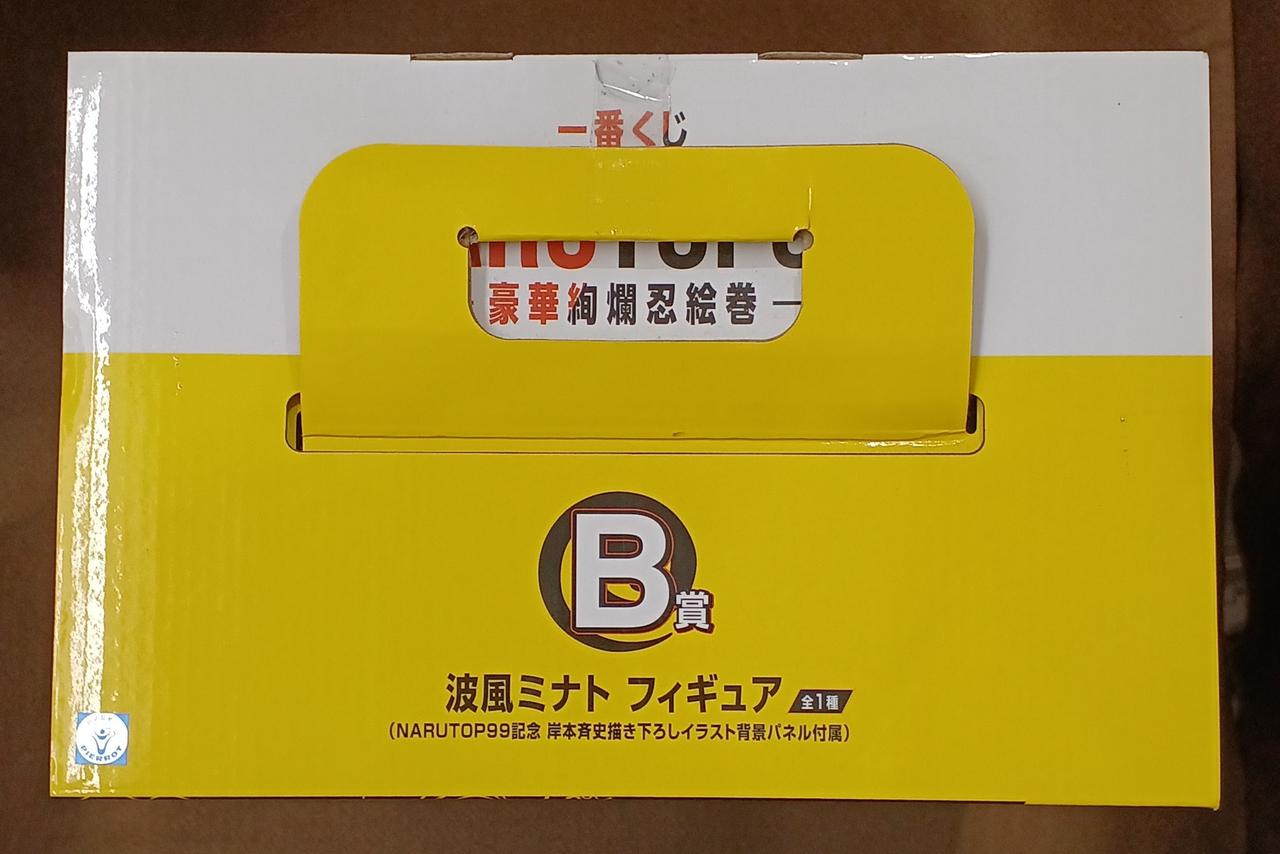 一番くじ
豪華絢爛忍絵巻
B賞
波風ミナト フィギュア 全1種
(NARUTOP99記念 岸本斉史描き下ろしイラスト背景パネル付属)
PIERROT